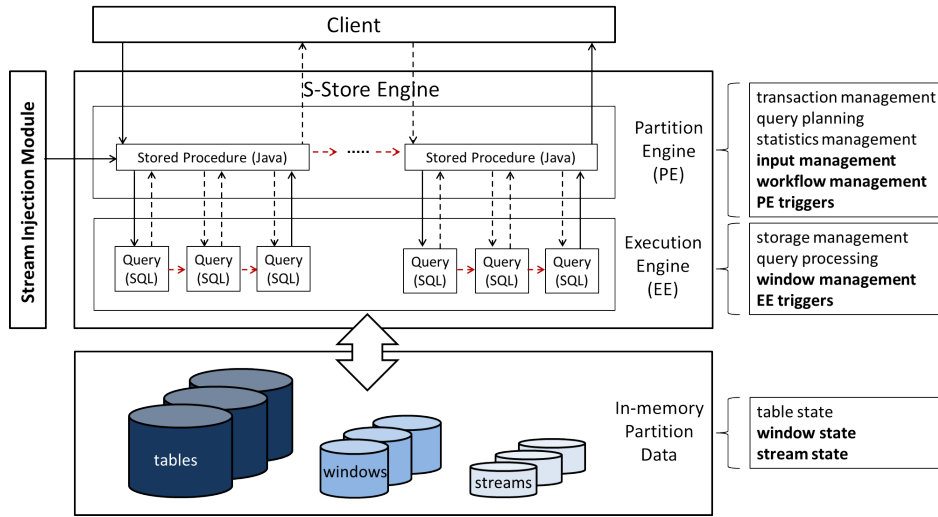 Client
Stream Injection Module
S-Store Engine
Stored Procedure (Java)
.....
Stored Procedure (Java)
Partition
Engine
(PE)
transaction management
query planning
statistics management
input management
workflow management
PE triggers
Query
(SQL)
Query
(SQL)
Query
(SQL)
Query
(SQL)
Query
(SQL)
Query
(SQL)
Execution
Engine
(EE)
storage management
query processing
window management
EE triggers
tables
windows
streams
In-memory
Partition
Data
table state
window state
stream state